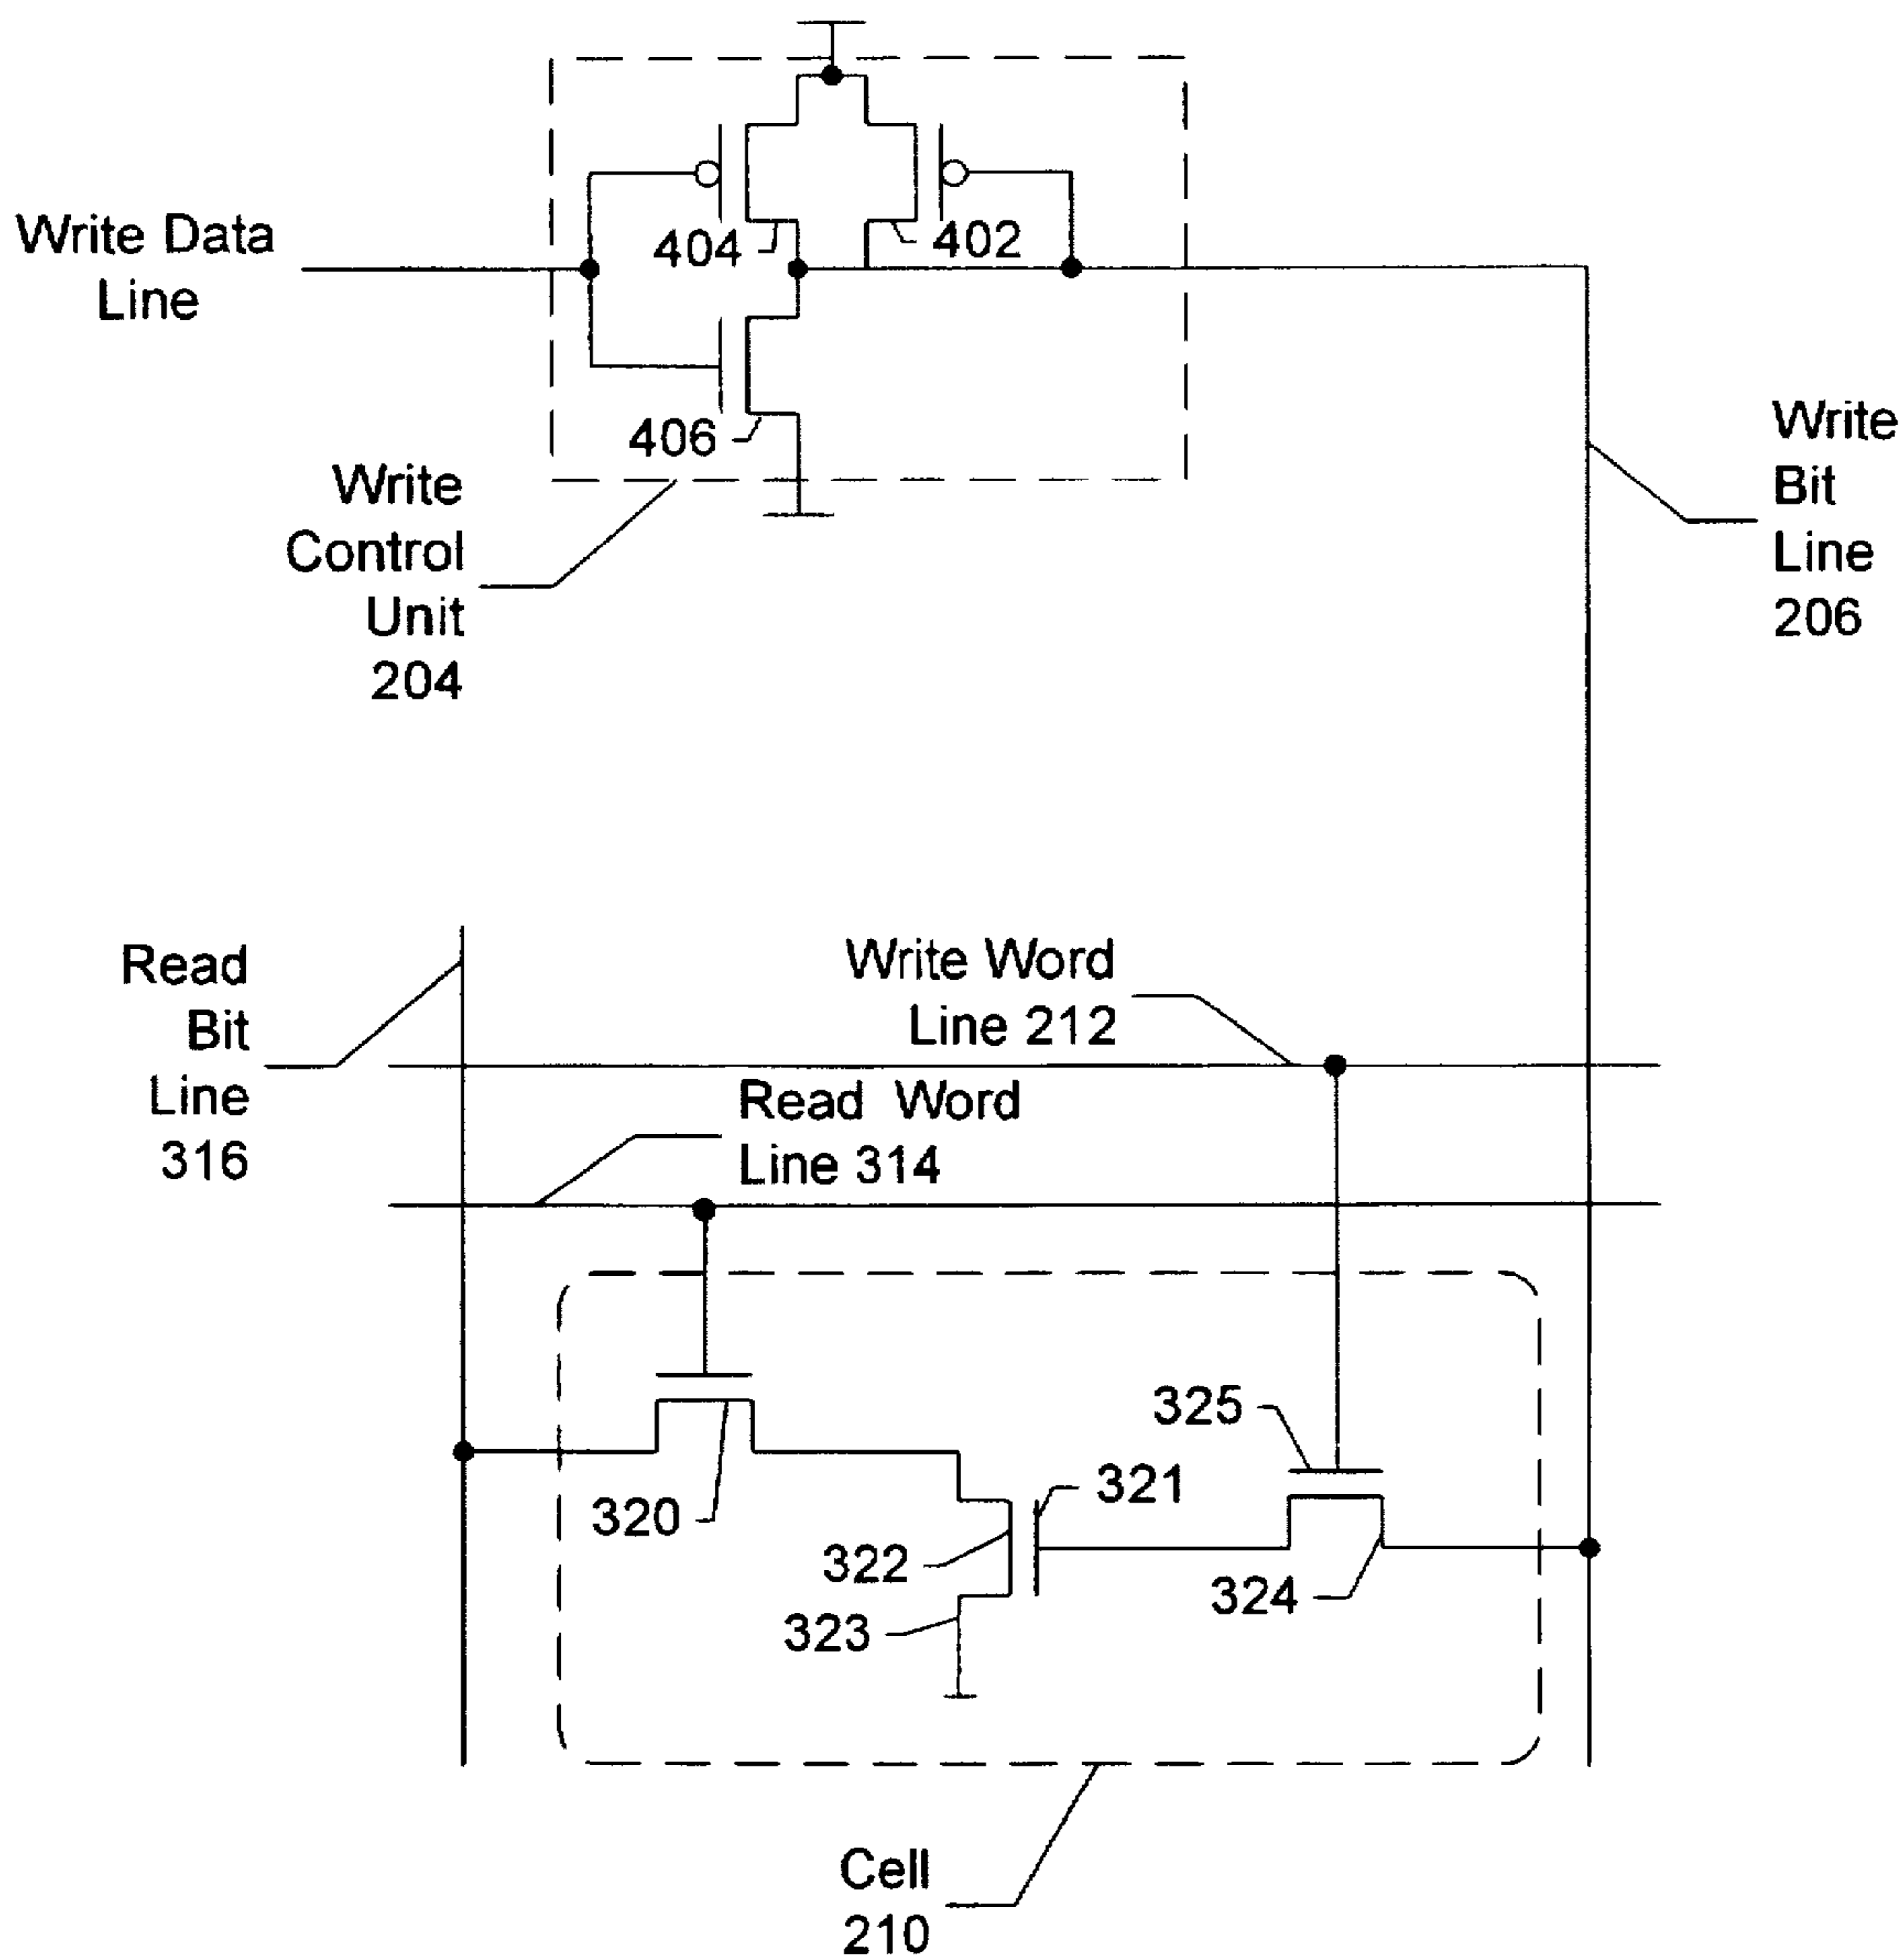 Write Data
Line
404
402
406
Write
Control
Unit
204
Write
Bit
Line
206
Read
Bit
Line
316
Write Word
Line 212
Read Word
Line 314
325
320
321
322
324
323
Cell
210